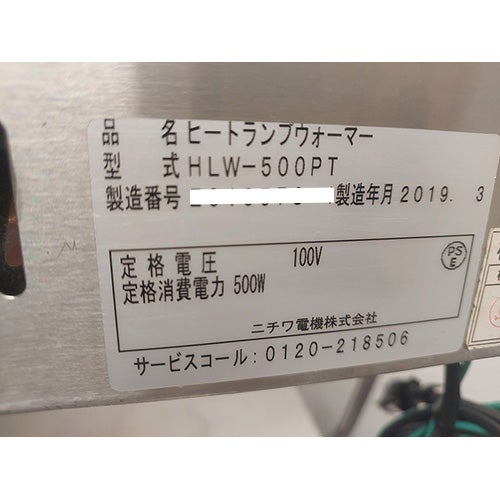 品 名 ヒートランプウォーマー
型 式 HLW-500PT
製造番号 製造年月 2019. 3
定格電圧 100V
定格消費電力 500W
PS
E
ニチワ電機株式会社
サービスコール:0120-218506